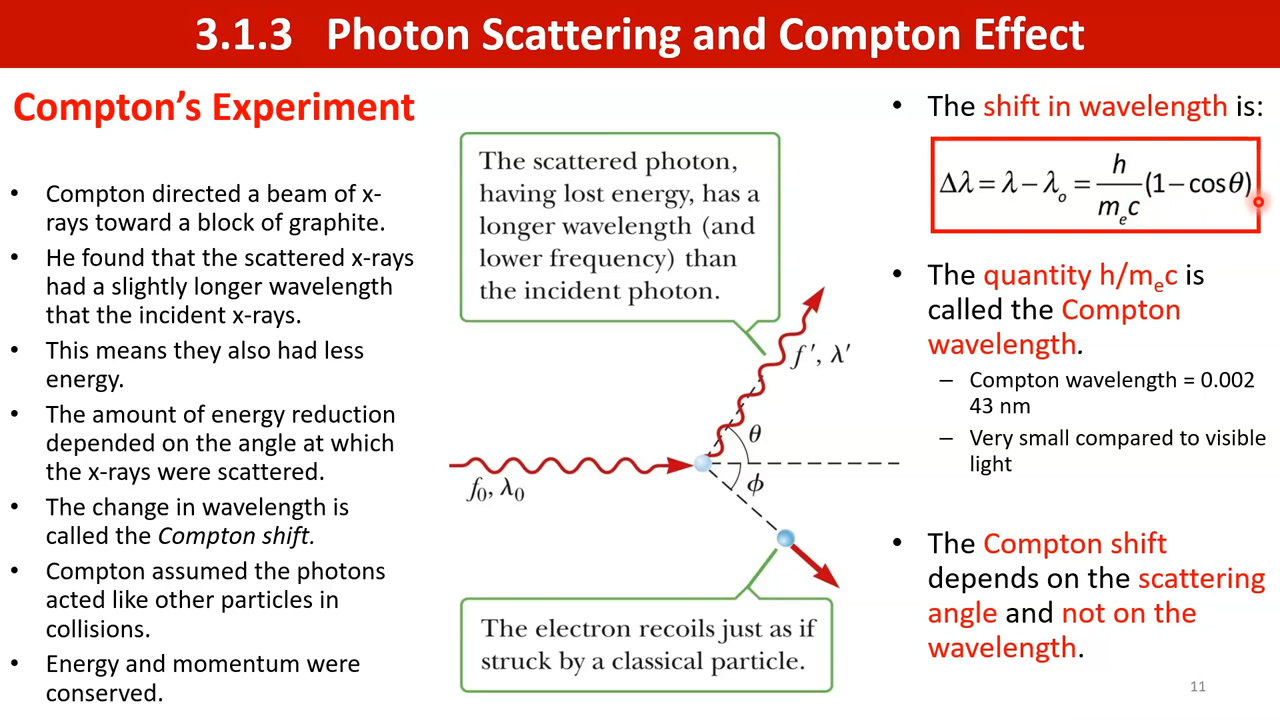 3.1.3 Photon Scattering and Compton Effect
Compton's Experiment
• Compton directed a beam of x-
rays toward a block of graphite.
• He found that the scattered x-rays
had a slightly longer wavelength
that the incident x-rays.
• This means they also had less
energy.
• The amount of energy reduction
depended on the angle at which
the x-rays were scattered.
• The change in wavelength is
called the Compton shift.
• Compton assumed the photons
acted like other particles in
collisions.
• Energy and momentum were
conserved.
The scattered photon,
having lost energy, has a
longer wavelength (and
lower frequency) than
the incident photon.
f′, λ′
θ
ϕ
f₀, λ₀
The electron recoils just as if
struck by a classical particle.
• The shift in wavelength is:
Δλ = λ − λₒ = h/mₑc (1 − cosθ)
• The quantity h/mₑc is
called the Compton
wavelength.
– Compton wavelength = 0.002
43 nm
– Very small compared to visible
light
• The Compton shift
depends on the scattering
angle and not on the
wavelength.
11